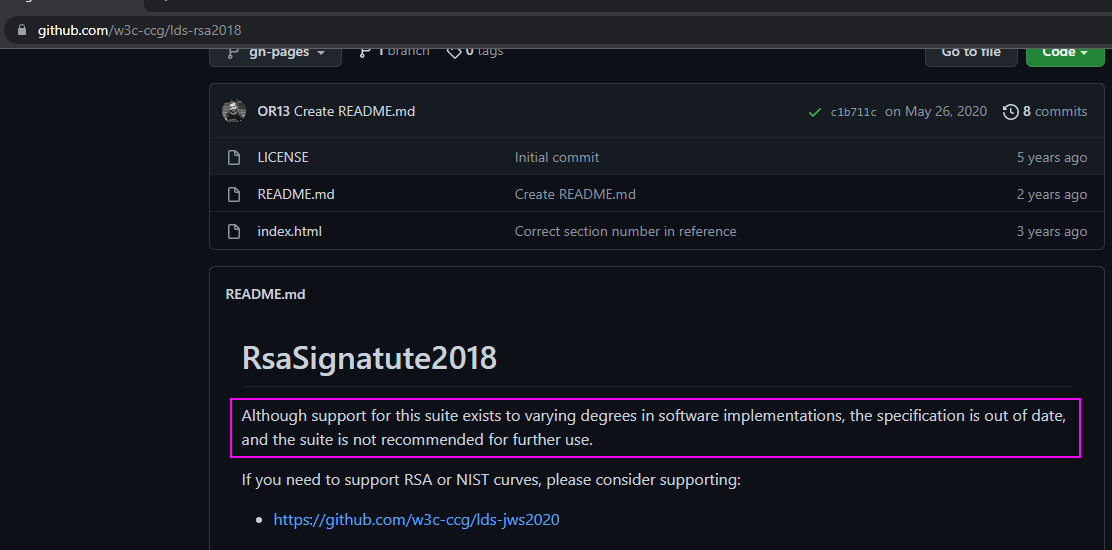 github.com/w3c-ccg/lds-rsa2018
gh-pages 1 branch 0 tags Go to file Code
OR13 Create README.md c1b711c on May 26, 2020 8 commits
LICENSE Initial commit 5 years ago
README.md Create README.md 2 years ago
index.html Correct section number in reference 3 years ago
README.md
RsaSignatute2018
Although support for this suite exists to varying degrees in software implementations, the specification is out of date,
and the suite is not recommended for further use.
If you need to support RSA or NIST curves, please consider supporting:
https://github.com/w3c-ccg/lds-jws2020